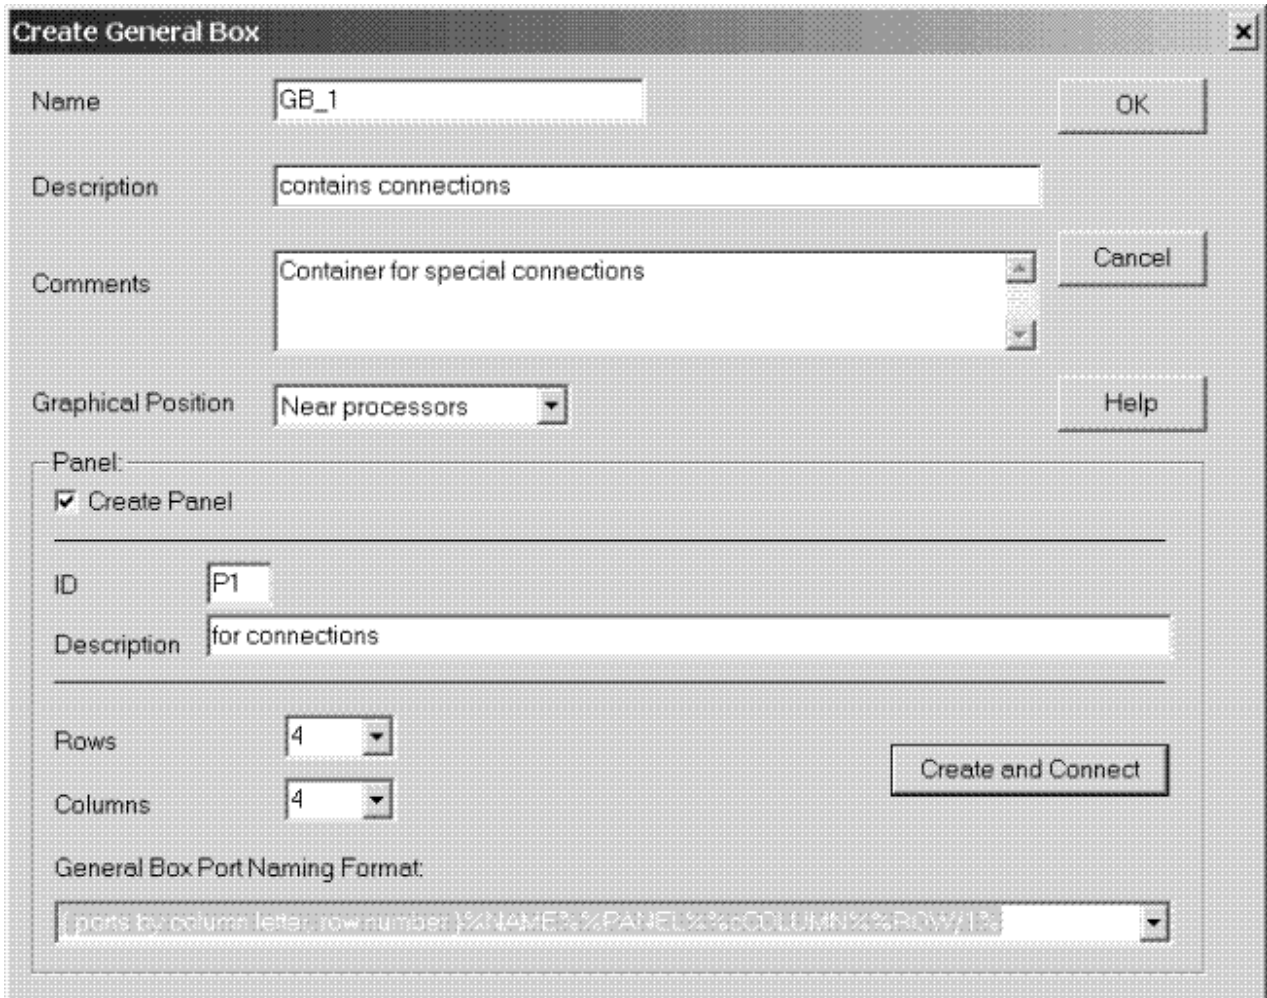 Create General Box
Name
GB_1
OK
Description
contains connections
Comments
Container for special connections
Cancel
Graphical Position
Near processors
Help
Panel:
Create Panel
ID
P1
Description
for connections
Rows
4
Create and Connect
Columns
4
General Box Port Naming Format:
{ ports by column letter, row number }%NAME%%PANEL%%cCOLUMN%%ROW(1%